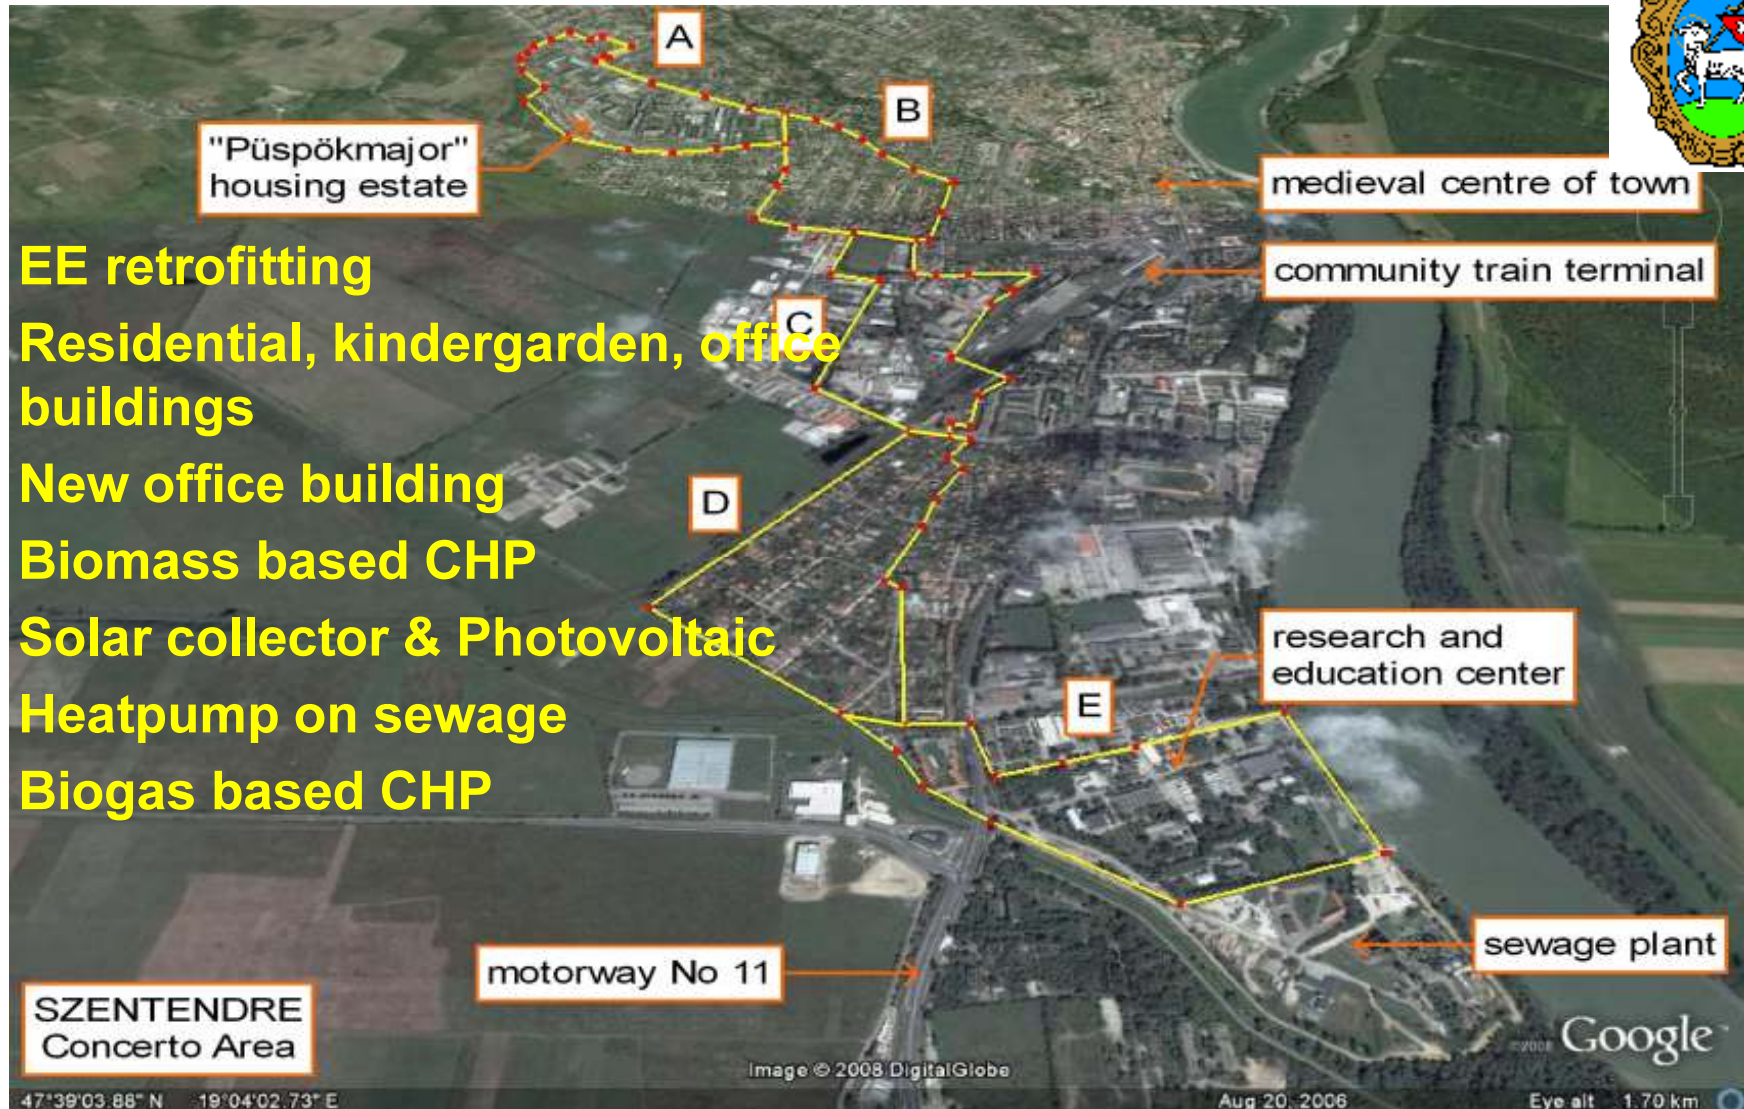 A
B
"Püspökmajor"
housing estate
medieval centre of town
community train terminal
EE retrofitting
Residential, kindergarden, office
buildings
C
New office building
D
Biomass based CHP
Solar collector & Photovoltaic
research and
education center
Heatpump on sewage
E
Biogas based CHP
sewage plant
motorway No 11
SZENTENDRE
Concerto Area
©2008 Google
Image © 2008 DigitalGlobe
47°39'03.88" N 19°04'02.73" E
Aug 20, 2006
Eye alt 1.70 km